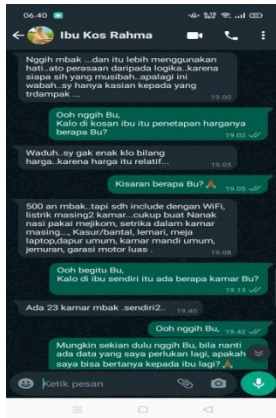 06.40
Ibu Kos Rahma
Nggih mbak ...dan itu lebih menggunakan
hati..ato perasaan daripada logika..karena
siapa sih yang musibah..apalagi ini
wabah..sy hanya kasian kepada yang
trdampak ...
19.00
Ooh nggih Bu,
Kalo di kosan ibu itu penetapan harganya
berapa Bu?
19.02
Waduh..sy gak enak klo bilang
harga..karena harga itu relatif...
19.05
Kisaran berapa Bu?🙏
19.05
500 an mbak..tapi sdh include dengan WiFi,
listrik masing2 kamar...cukup buat Nanak
nasi pakai mejikom, setrika dalam kamar
masing..., Kasur/bantal, lemari, meja
laptop,dapur umum, kamar mandi umum,
jemuran, garasi motor luas .
19.06
Ooh begitu Bu,
Kalo di ibu sendiri itu ada berapa kamar Bu?
19.13
Ada 23 kamar mbak .sendiri2..
19.40
Ooh nggih Bu,
19.42
Mungkin sekian dulu nggih Bu, bila nanti
ada data yang saya perlukan lagi, apakah
saya bisa bertanya kepada ibu lagi?🙏
Ketik pesan